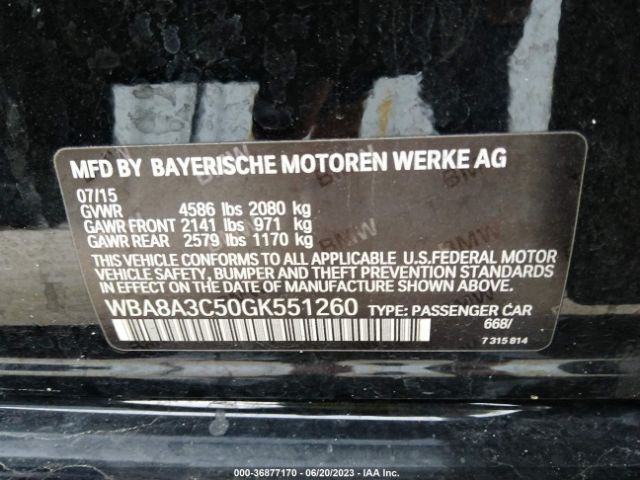 MFD BY BAYERISCHE MOTOREN WERKE AG
07/15
GVWR 4586 lbs 2080 kg
GAWR FRONT 2141 lbs 971 kg
GAWR REAR 2579 lbs 1170 kg
THIS VEHICLE CONFORMS TO ALL APPLICABLE U.S.FEDERAL MOTOR
VEHICLE SAFETY, BUMPER AND THEFT PREVENTION STANDARDS
IN EFFECT ON THE DATE OF MANUFACTURE SHOWN ABOVE.
WBA8A3C50GK551260 TYPE: PASSENGER CAR
668/
7 315 814
000-36877170 - 06/20/2023 - IAA Inc.